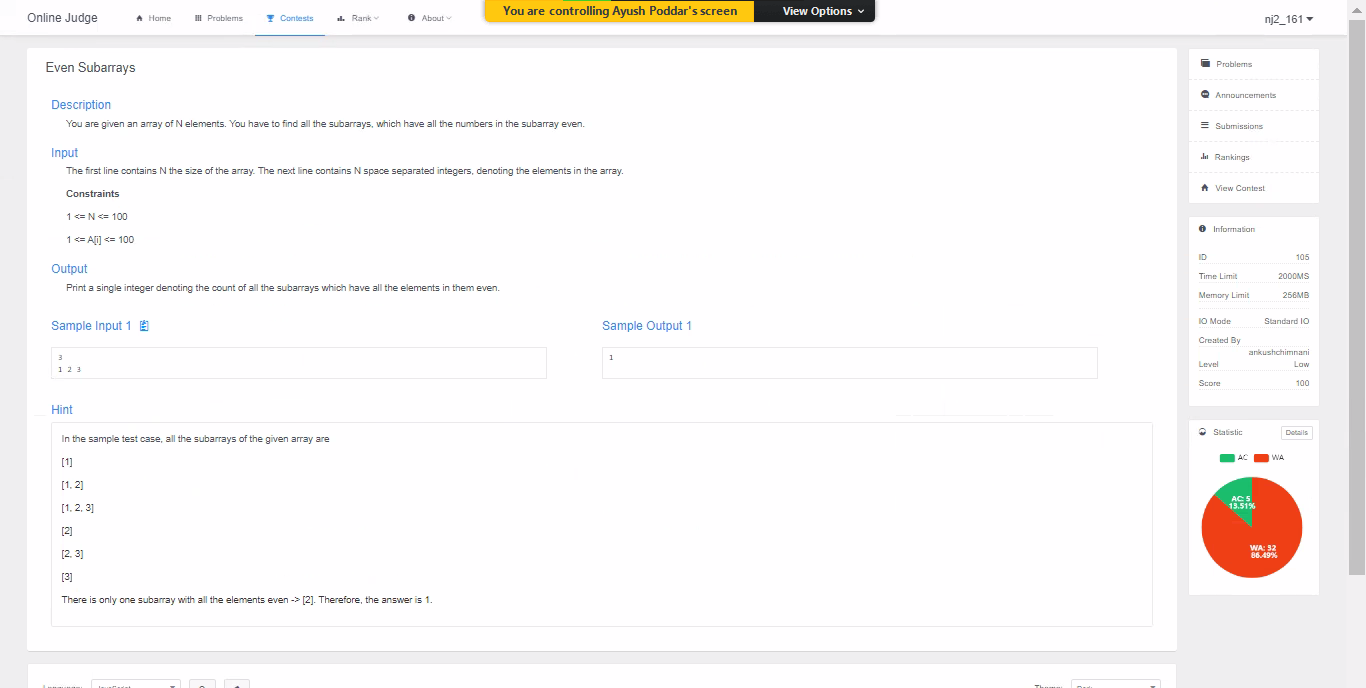 Online Judge
Home
Problems
Contests
Rank
About
You are controlling Ayush Poddar's screen
View Options
nj2_161
Even Subarrays
Description
You are given an array of N elements. You have to find all the subarrays, which have all the numbers in the subarray even.
Input
The first line contains N the size of the array. The next line contains N space separated integers, denoting the elements in the array.
Constraints
1 <= N <= 100
1 <= A[i] <= 100
Output
Print a single integer denoting the count of all the subarrays which have all the elements in them even.
Sample Input 1
3
1 2 3
Sample Output 1
1
Hint
In the sample test case, all the subarrays of the given array are
[1]
[1, 2]
[1, 2, 3]
[2]
[2, 3]
[3]
There is only one subarray with all the elements even -> [2]. Therefore, the answer is 1.
Problems
Announcements
Submissions
Rankings
View Contest
Information
ID 105
Time Limit 2000MS
Memory Limit 256MB
IO Mode Standard IO
Created By
ankushchimnani
Level Low
Score 100
Statistic
Details
AC WA
AC: 5
13.51%
WA: 32
86.49%